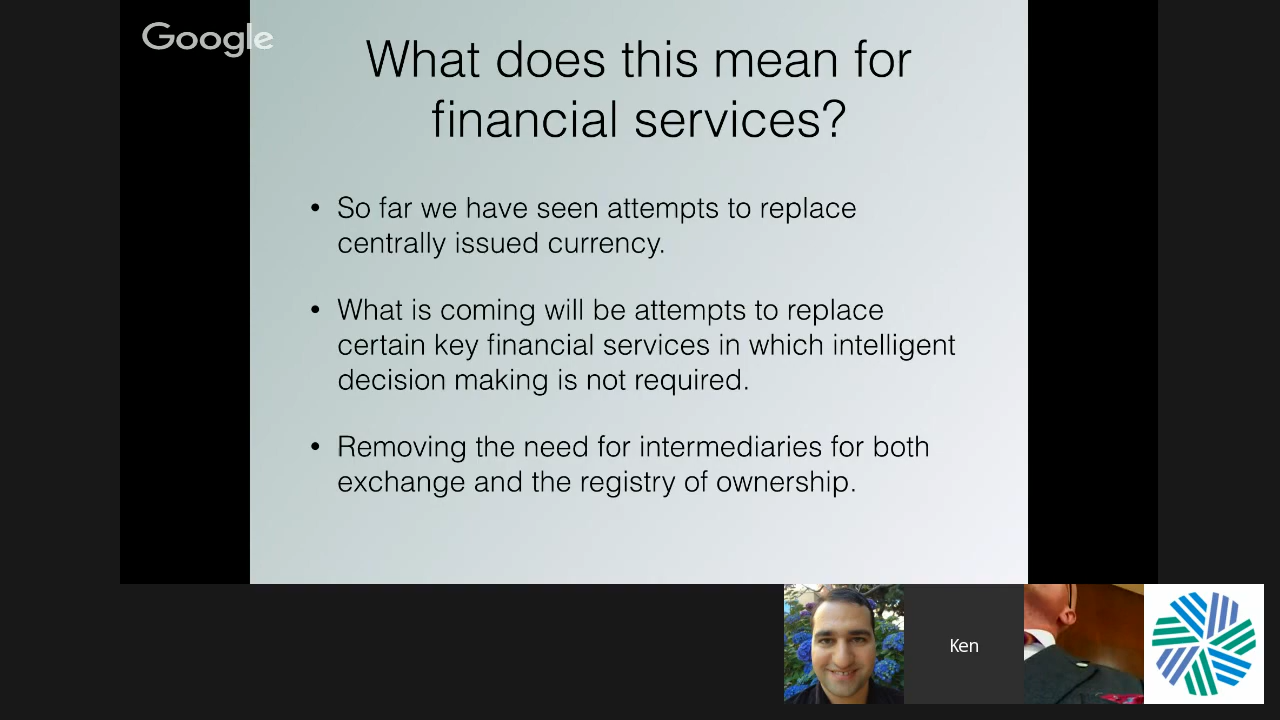 Google
What does this mean for
financial services?
• So far we have seen attempts to replace
centrally issued currency.
• What is coming will be attempts to replace
certain key financial services in which intelligent
decision making is not required.
• Removing the need for intermediaries for both
exchange and the registry of ownership.
Ken